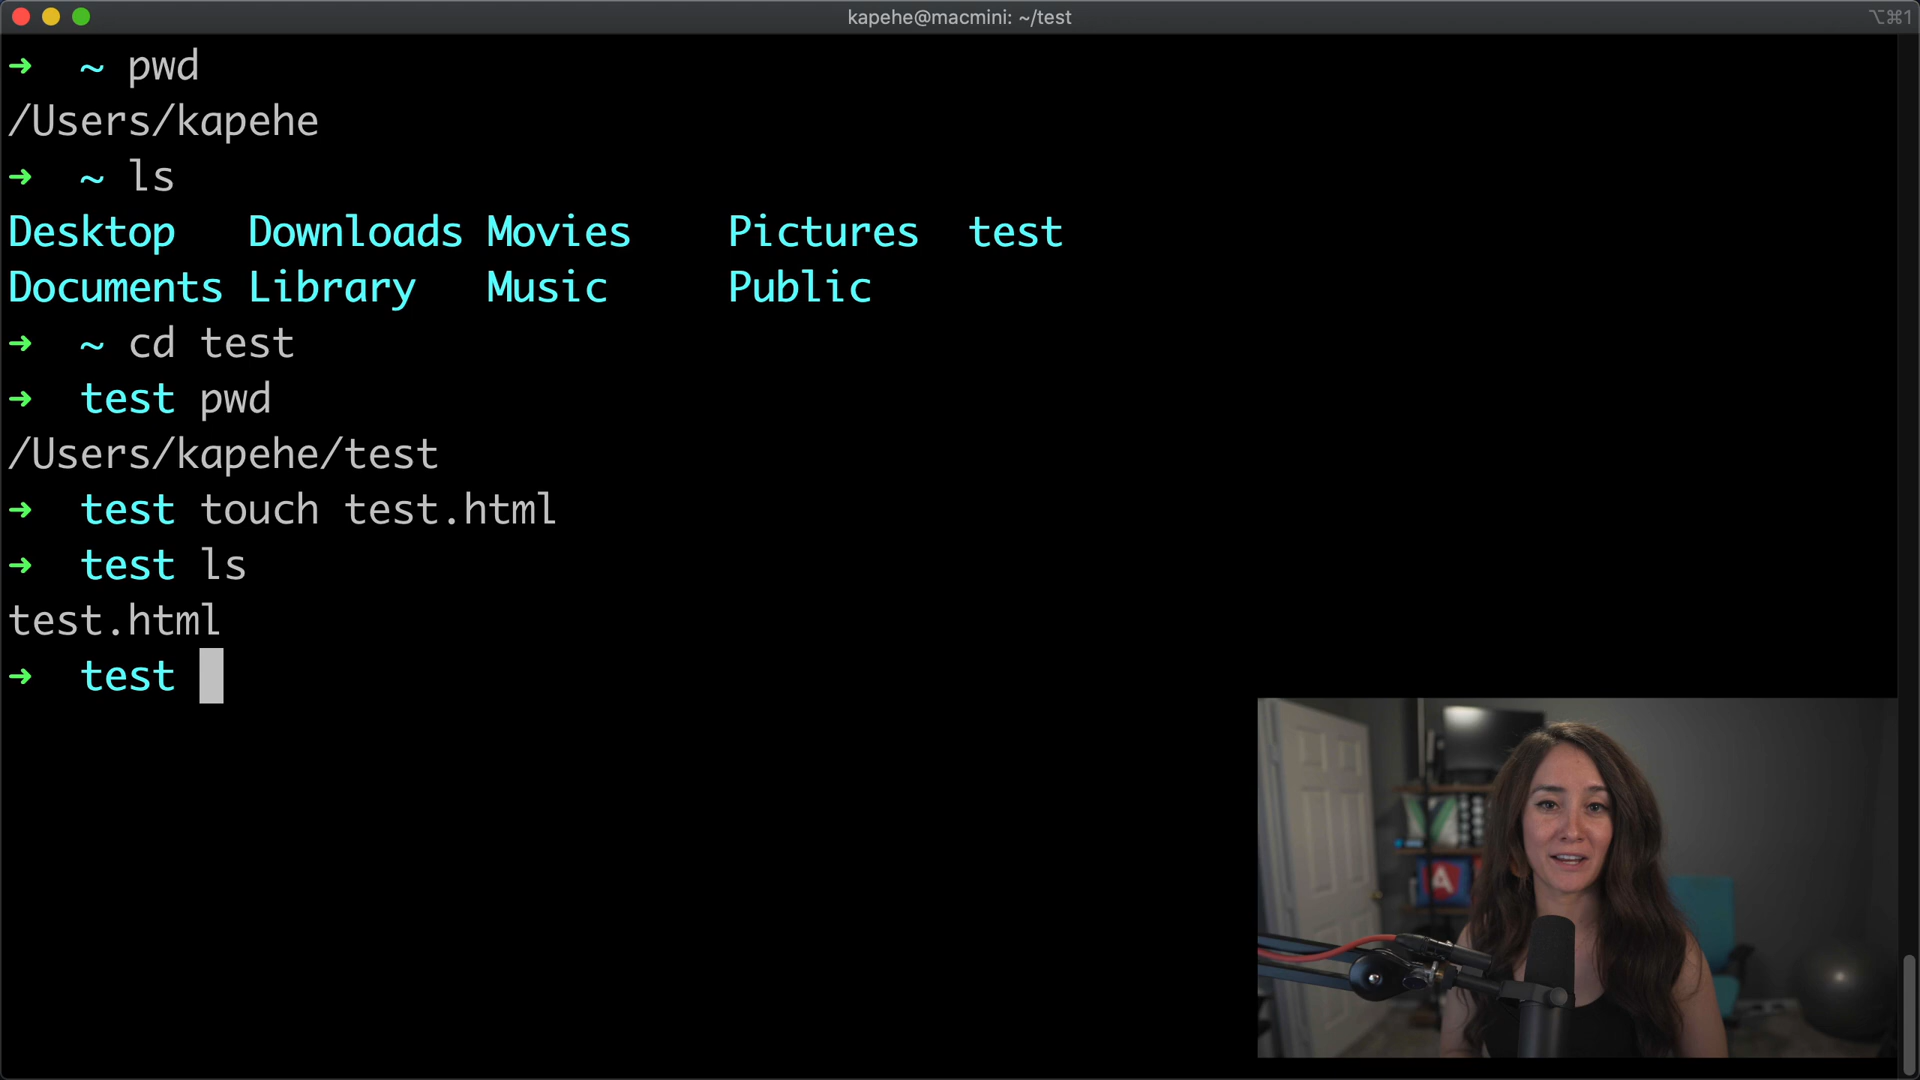 kapehe@macmini: ~/test
⌥⌘1
➜ ~ pwd
/Users/kapehe
➜ ~ ls
Desktop Downloads Movies Pictures test
Documents Library Music Public
➜ ~ cd test
➜ test pwd
/Users/kapehe/test
➜ test touch test.html
➜ test ls
test.html
➜ test
A